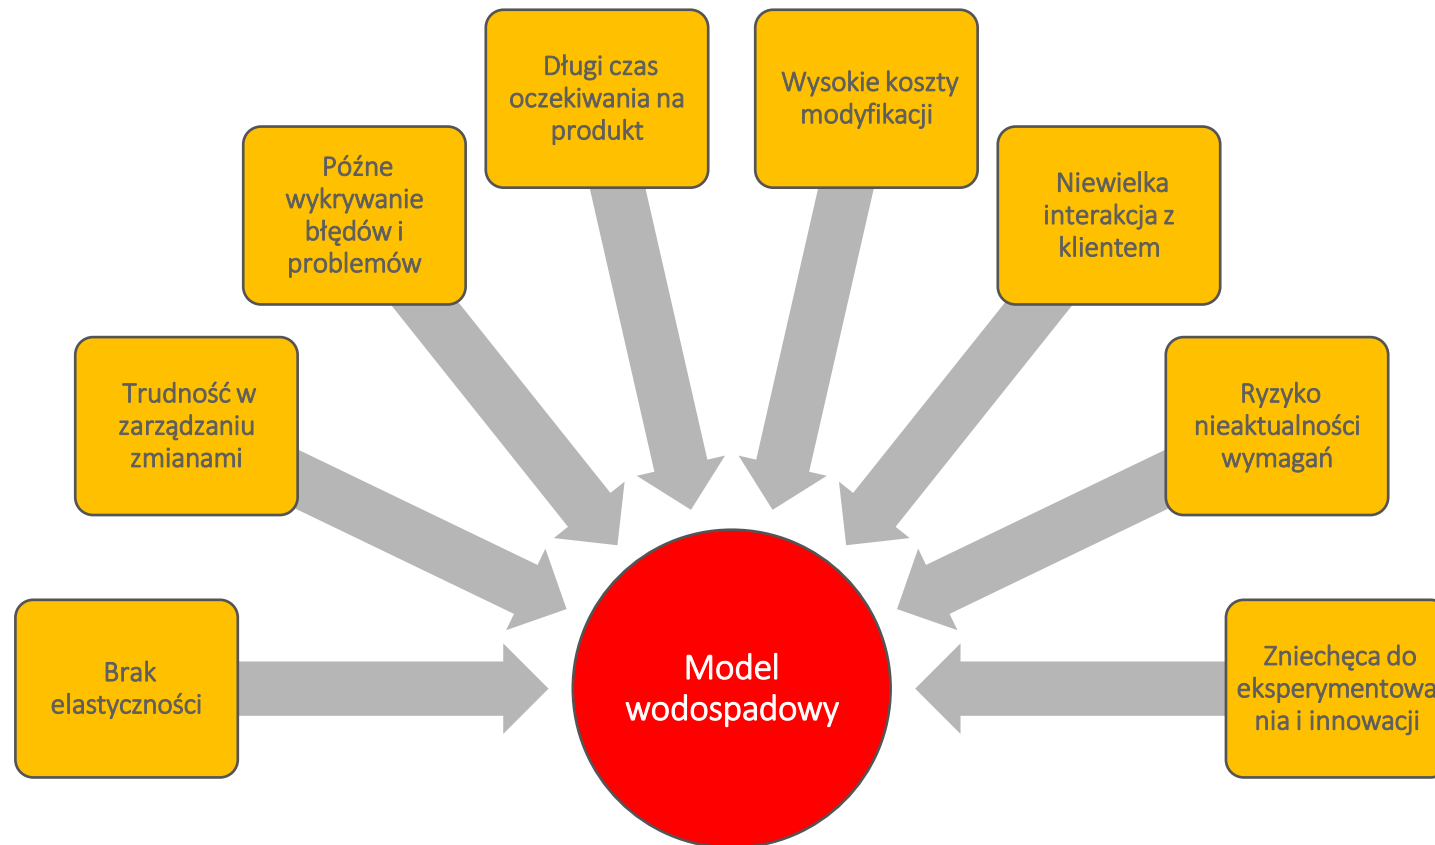 Długi czas
oczekiwania na
produkt
Wysokie koszty
modyfikacji
Późne
wykrywanie
błędów i
problemów
Niewielka
interakcja z
klientem
Trudność w
zarządzaniu
zmianami
Ryzyko
nieaktualności
wymagań
Brak
elastyczności
Model
wodospadowy
Zniechęca do
eksperymentowa
nia i innowacji